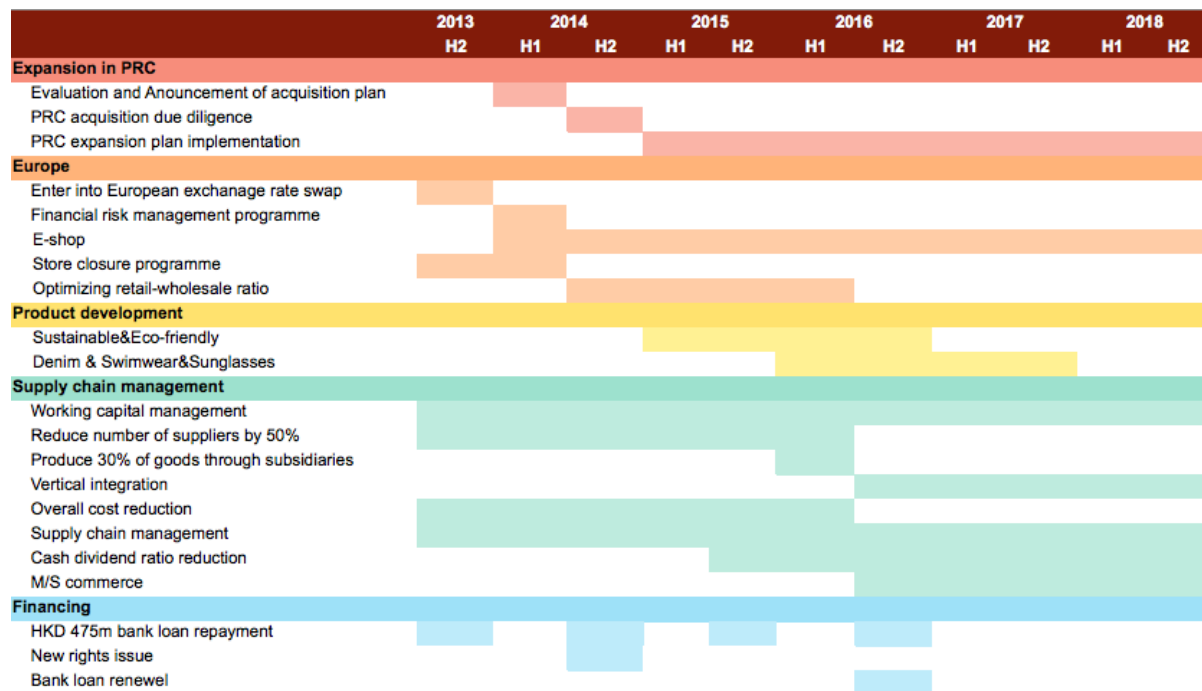 2013 2014 2015 2016 2017 2018
H2 H1 H2 H1 H2 H1 H2 H1 H2 H1 H2
Expansion in PRC
Evaluation and Anouncement of acquisition plan
PRC acquisition due diligence
PRC expansion plan implementation
Europe
Enter into European exchanage rate swap
Financial risk management programme
E-shop
Store closure programme
Optimizing retail-wholesale ratio
Product development
Sustainable&Eco-friendly
Denim & Swimwear&Sunglasses
Supply chain management
Working capital management
Reduce number of suppliers by 50%
Produce 30% of goods through subsidiaries
Vertical integration
Overall cost reduction
Supply chain management
Cash dividend ratio reduction
M/S commerce
Financing
HKD 475m bank loan repayment
New rights issue
Bank loan renewel